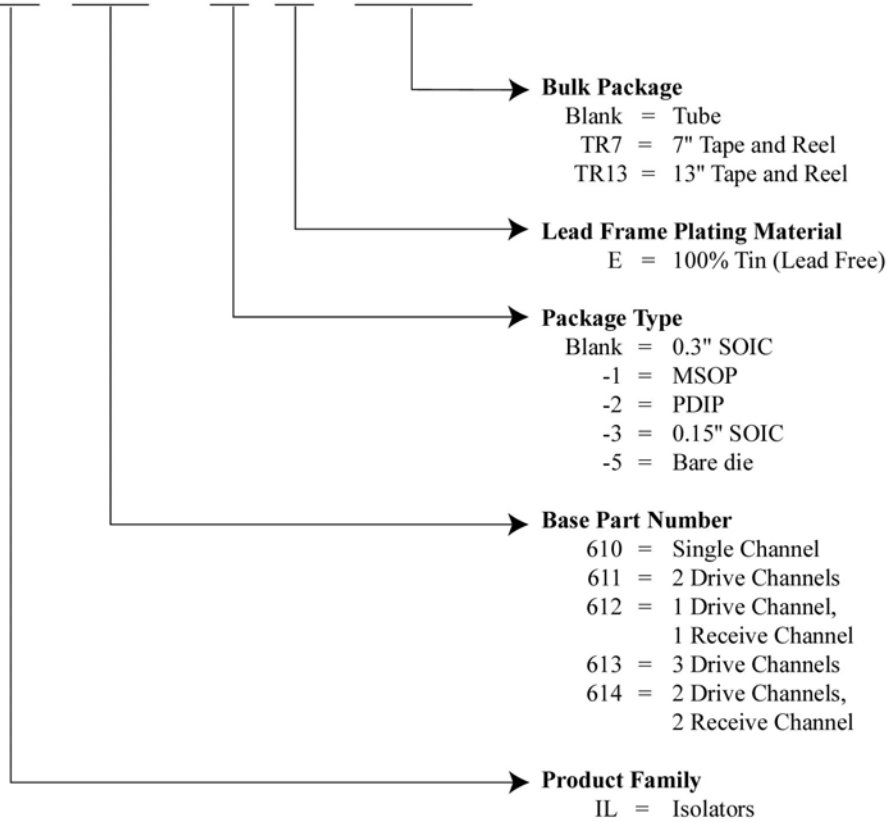 Bulk Package
Blank = Tube
TR7 = 7" Tape and Reel
TR13 = 13" Tape and Reel
Lead Frame Plating Material
E = 100% Tin (Lead Free)
Package Type
Blank = 0.3" SOIC
-1 = MSOP
-2 = PDIP
-3 = 0.15" SOIC
-5 = Bare die
Base Part Number
610 = Single Channel
611 = 2 Drive Channels
612 = 1 Drive Channel,
1 Receive Channel
613 = 3 Drive Channels
614 = 2 Drive Channels,
2 Receive Channel
Product Family
IL = Isolators